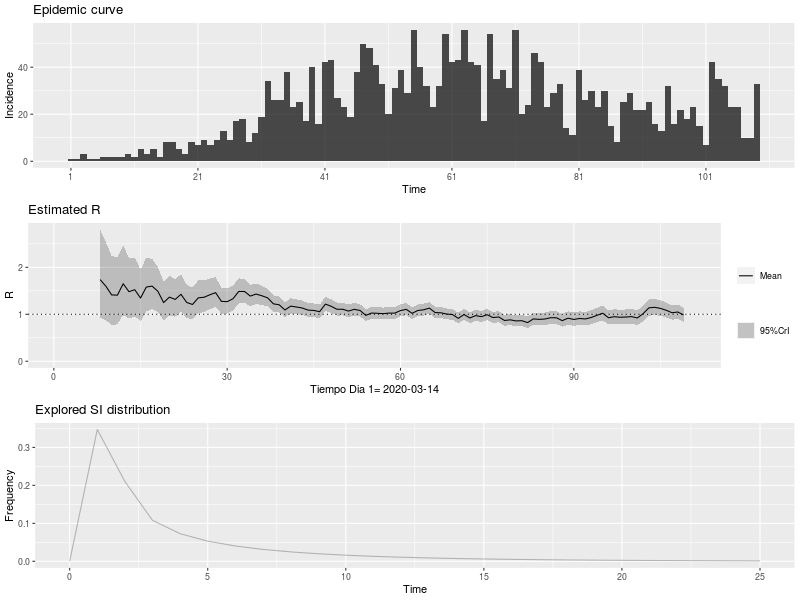 Epidemic curve
40
20
0
Incidence
1 21 41 61 81 101
Time
Estimated R
2
1
0
R
0 30 60 90
Tiempo Dia 1= 2020-03-14
Mean
95%CrI
Explored SI distribution
0.3
0.2
0.1
0.0
Frequency
0 5 10 15 20 25
Time